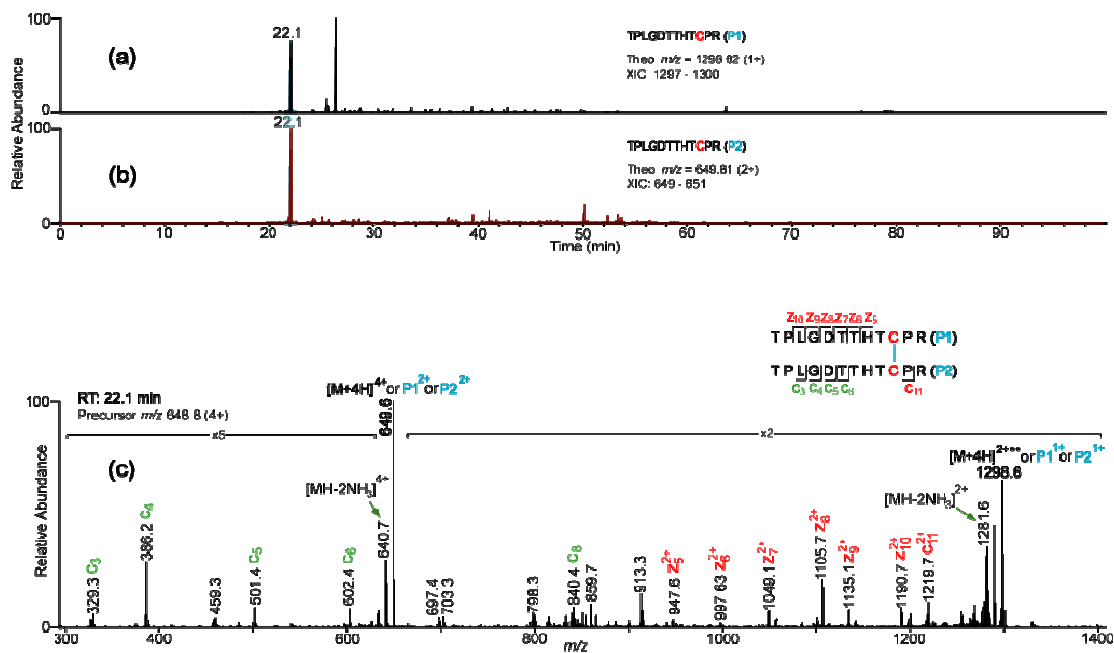 100
22.1
TPLGDTTHTCPR (P1)
Theo m/z = 1298.62 (1+)
XIC 1297 - 1300
(a)
0
100
22.1
TPLGDTTHTCPR (P2)
Theo m/z = 649.81 (2+)
XIC: 649 - 651
(b)
0
Relative Abundance
0 10 20 30 40 50 60 70 80 90 100
Time (min)
Z10 Z9 Z8 Z7 Z6 Z5
T P L G D T T H T C P R (P1)
T P L G D T T H T C P R (P2)
C3 C4 C5 C6 C11
[M+4H]4+ or P12+ or P22+
100
RT: 22.1 min
Precursor m/z 648.8 (4+)
649.6
x5
x2
(c)
[M+4H]2+•• or P11+ or P21+
1298.6
[MH-2NH3]4+
[MH-2NH3]2+
Relative Abundance
329.3 C3
386.2 C4
459.3
501.4 C5
602.4 C6
640.7
697.4
703.3
798.3
840.4 C8
859.7
913.3
947.6 Z52+
997.63 Z62+
1049.1 Z72+
1105.7 Z82+
1135.1 Z92+
1190.7 Z102+
1219.7 C112+
1281.6
0
300 400 600 800 1000 1200 1400
m/z